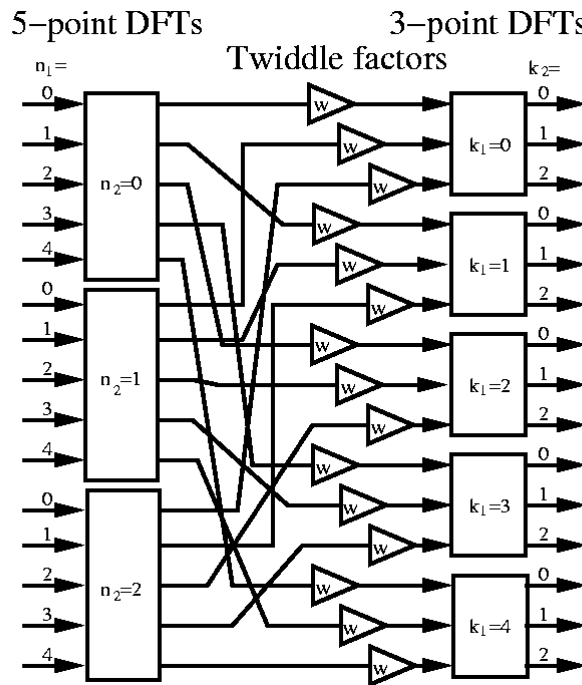 5-point DFTs 3-point DFTs
Twiddle factors
n₁= k₂=
0 w 0
1 w k₁=0 1
2 n₂=0 w 2
3 w 0
4 w k₁=1 1
0 w 2
1 w 0
2 n₂=1 w k₁=2 1
3 w 2
4 w 0
0 w k₁=3 1
1 w 2
2 n₂=2 w 0
3 w k₁=4 1
4 w 2